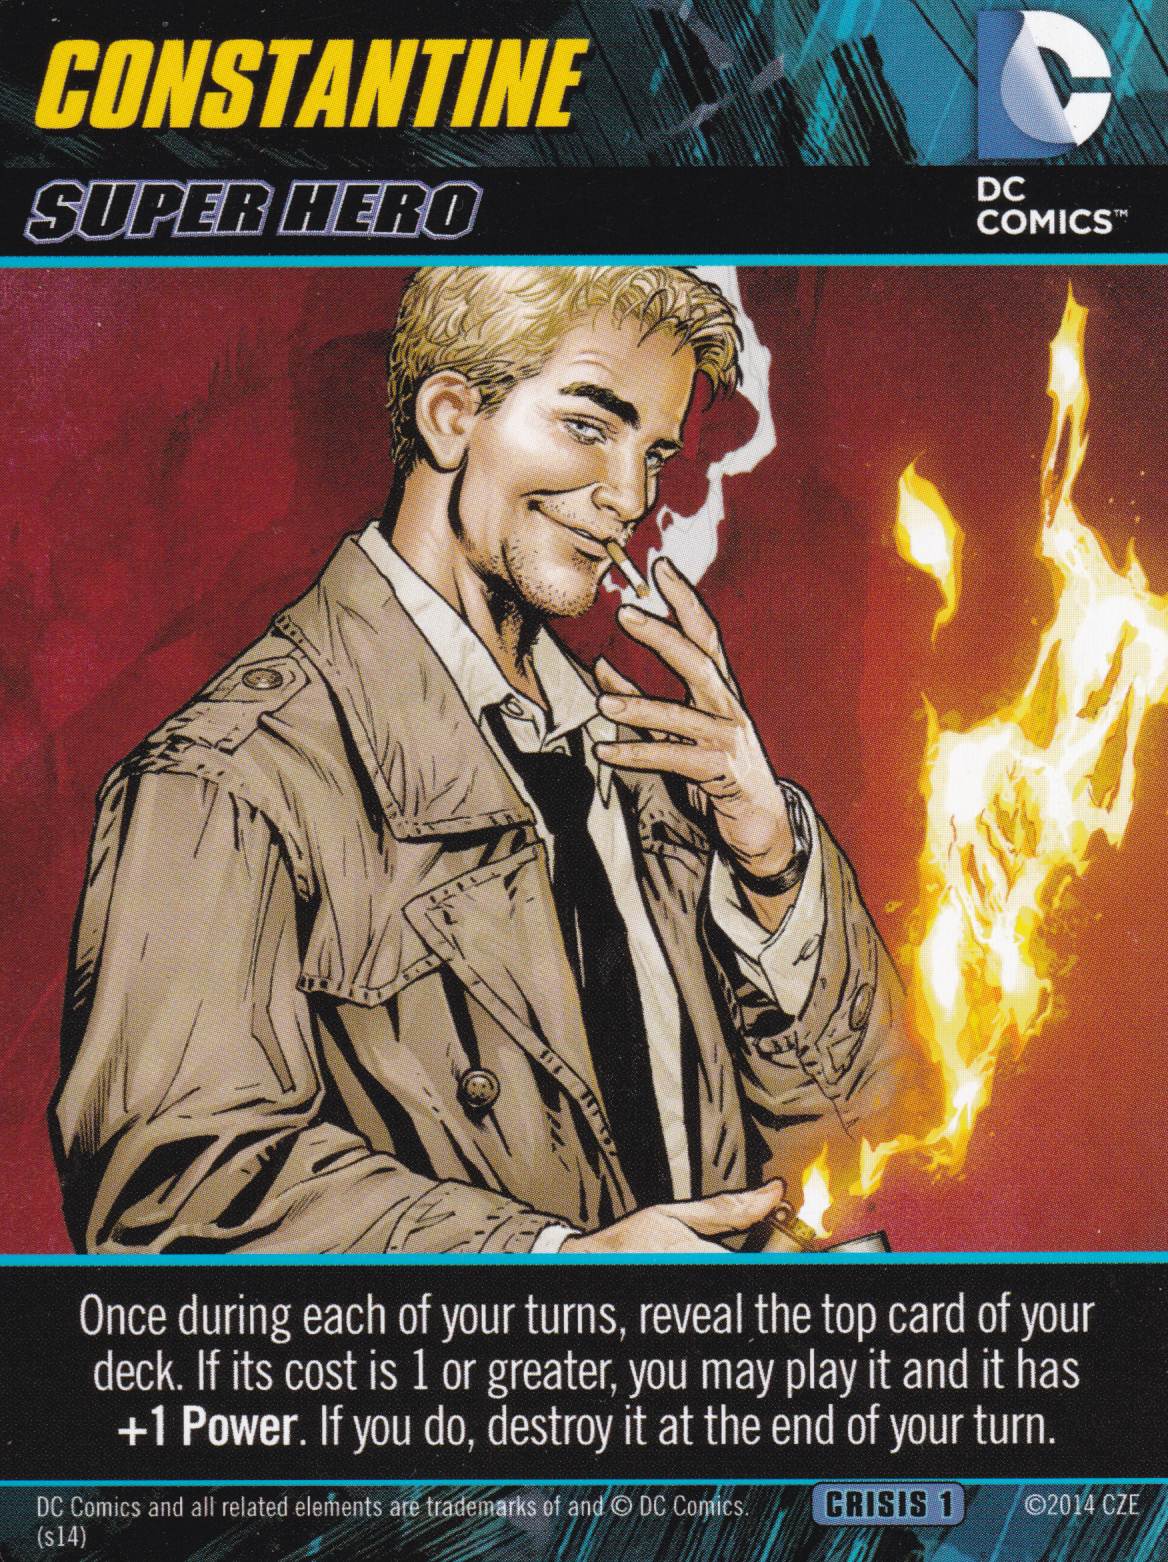 CONSTANTINE
SUPER HERO
DC
COMICS™
Once during each of your turns, reveal the top card of your
deck. If its cost is 1 or greater, you may play it and it has
+1 Power. If you do, destroy it at the end of your turn.
DC Comics and all related elements are trademarks of and © DC Comics.
(s14)
CRISIS 1
©2014 CZE